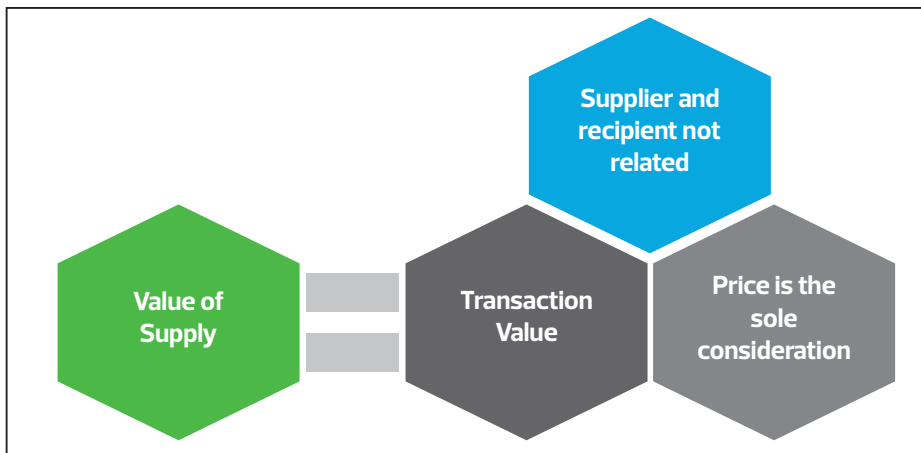 Supplier and
recipient not
related
Value of
Supply
Transaction
Value
Price is the
sole
consideration